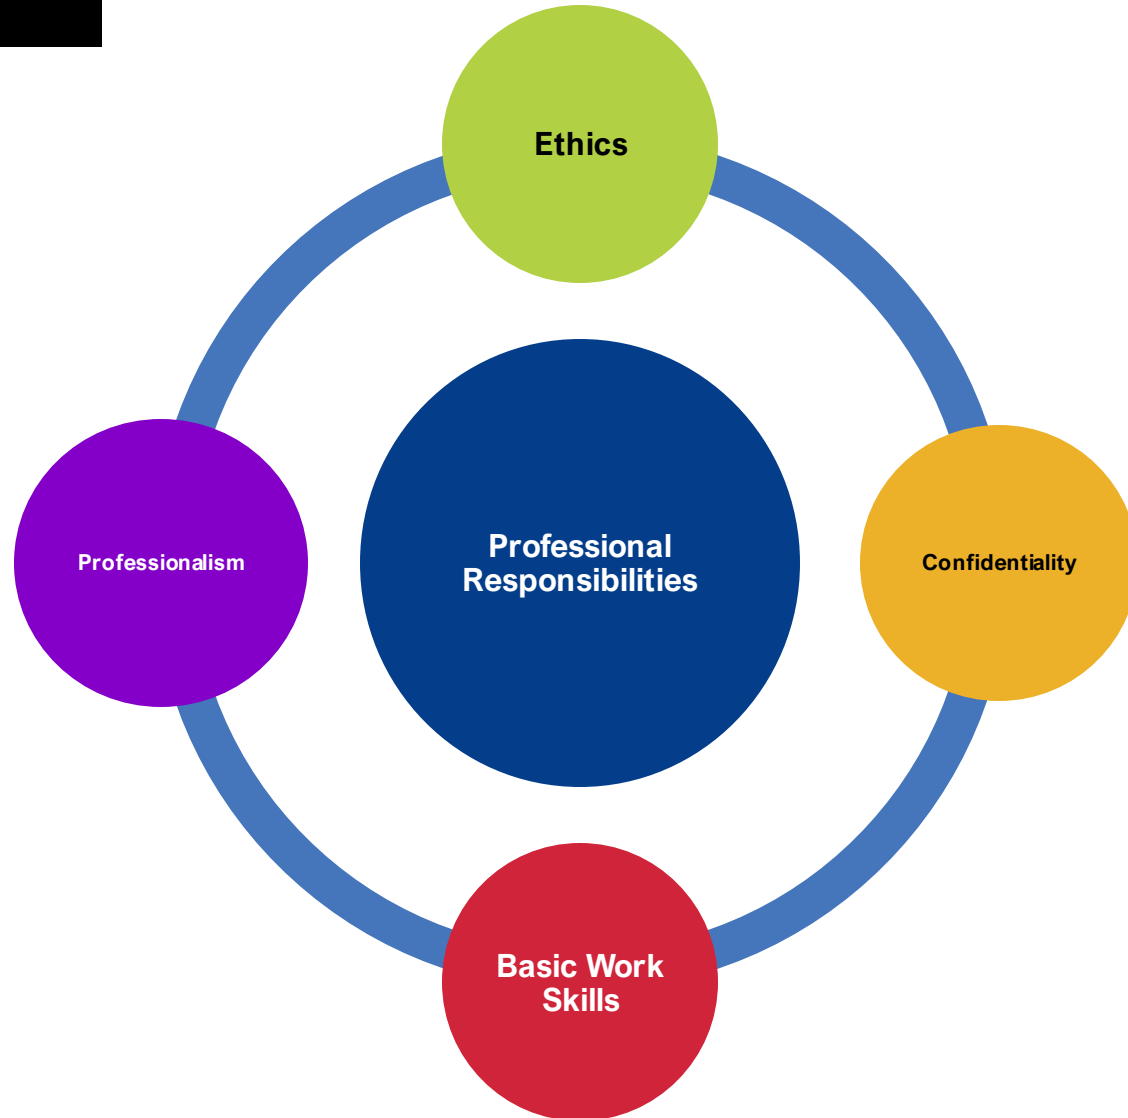 Ethics
Professionalism
Professional
Responsibilities
Confidentiality
Basic Work
Skills